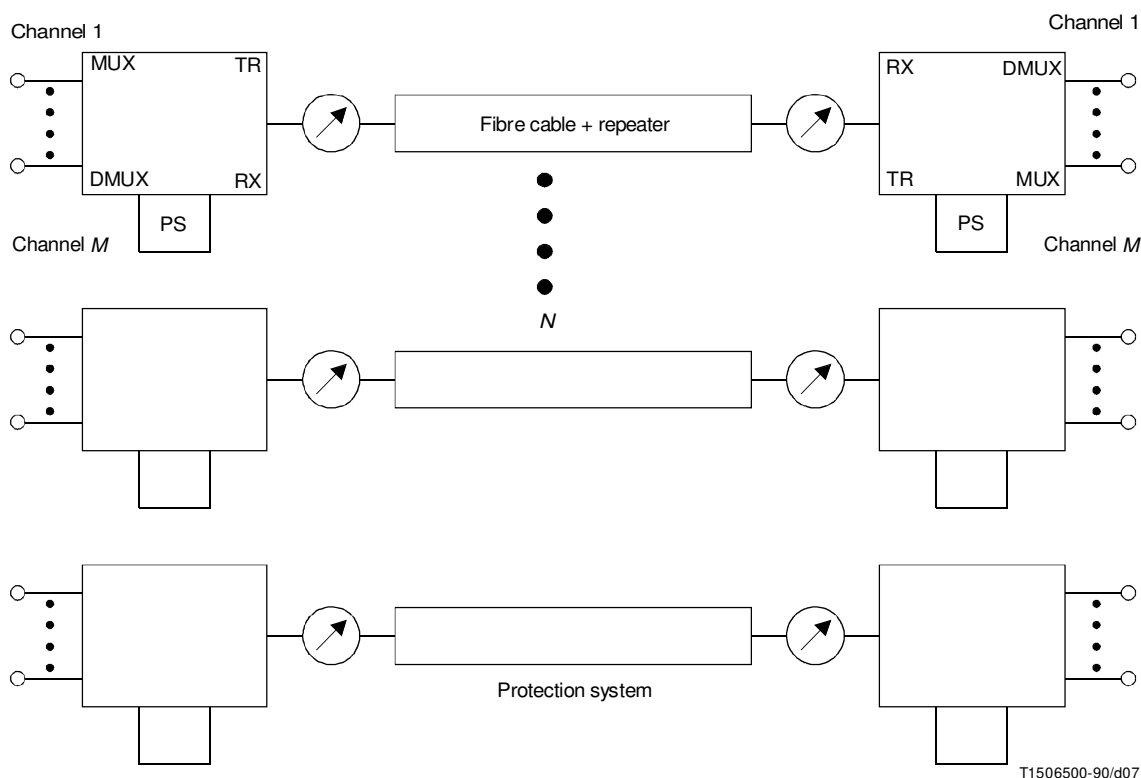 Channel 1
Channel 1
MUX TR
RX DMUX
Fibre cable + repeater
DMUX RX
TR MUX
PS
PS
Channel M
Channel M
N
Protection system
T1506500-90/d07